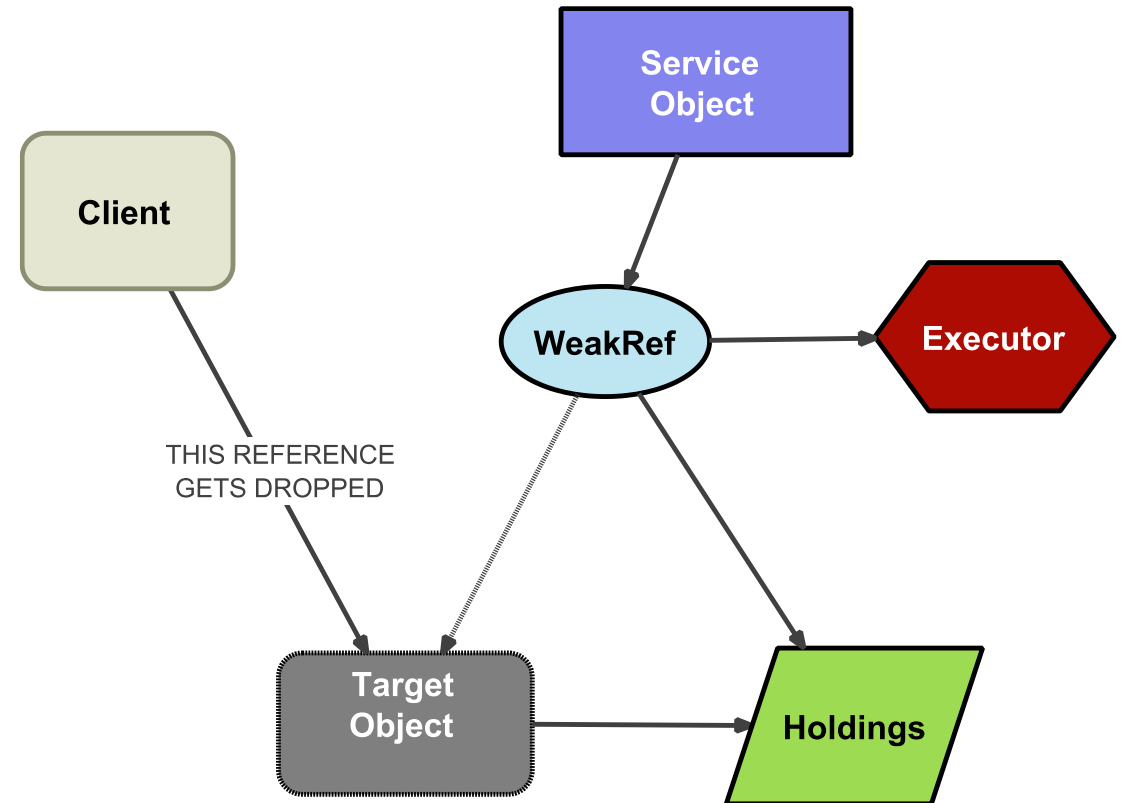 Service
Object
Client
WeakRef
Executor
THIS REFERENCE
GETS DROPPED
Target
Object
Holdings